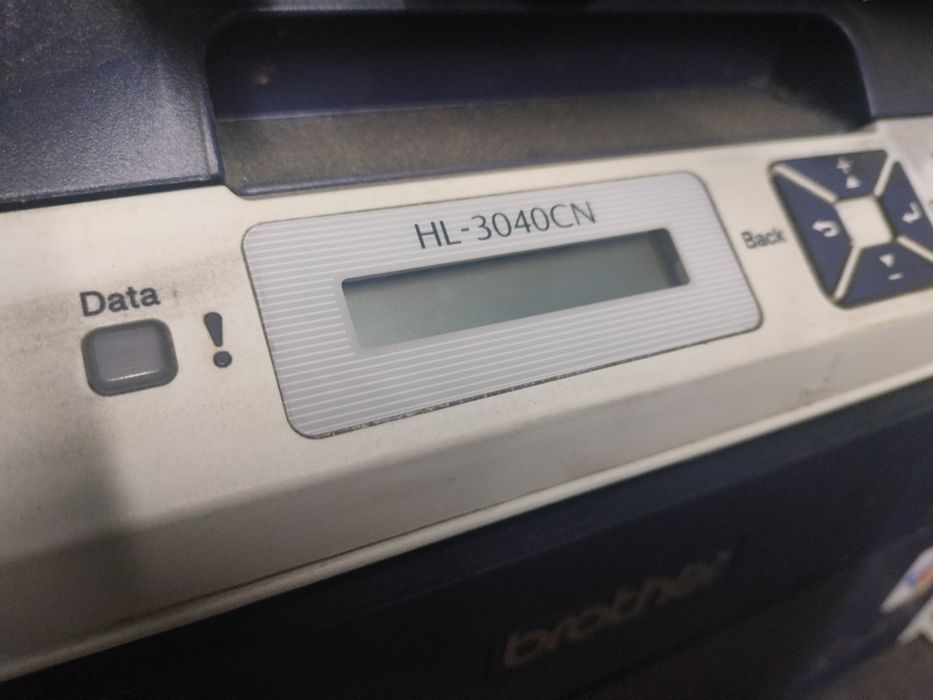 HL-3040CN
Back
Data
!
brother